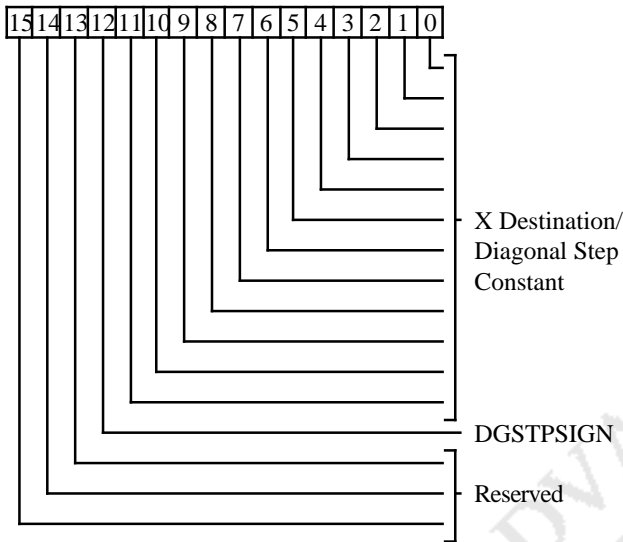 15 14 13 12 11 10 9 8 7 6 5 4 3 2 1 0
X Destination/
Diagonal Step
Constant
DGSTPSIGN
Reserved